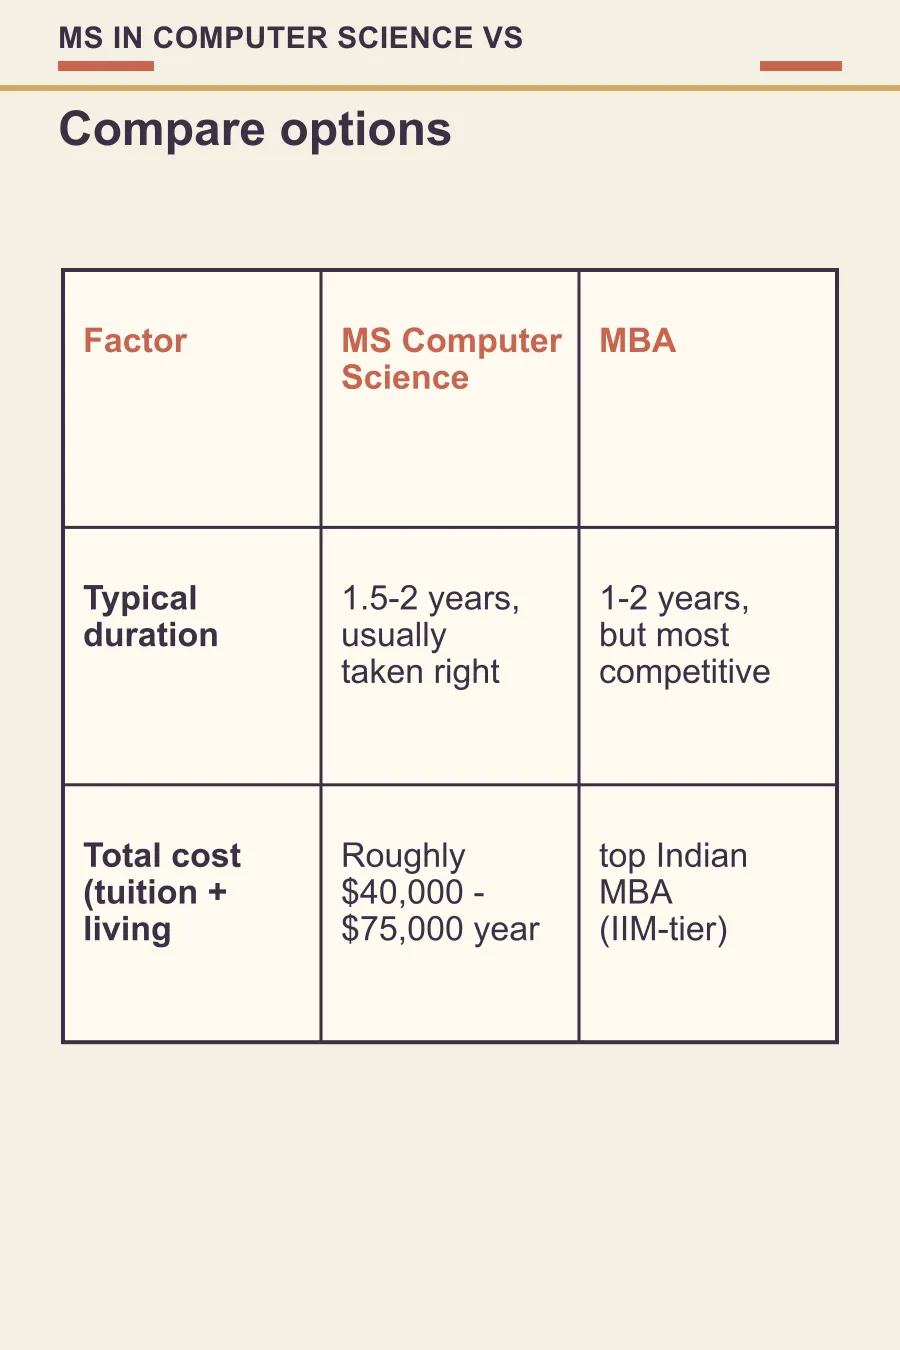 MS IN COMPUTER SCIENCE VS
Compare options
Factor
MS Computer
Science
MBA
Typical
duration
1.5-2 years,
usually
taken right
1-2 years,
but most
competitive
Total cost
(tuition +
living
Roughly
$40,000 -
$75,000 year
top Indian
MBA
(IIM-tier)